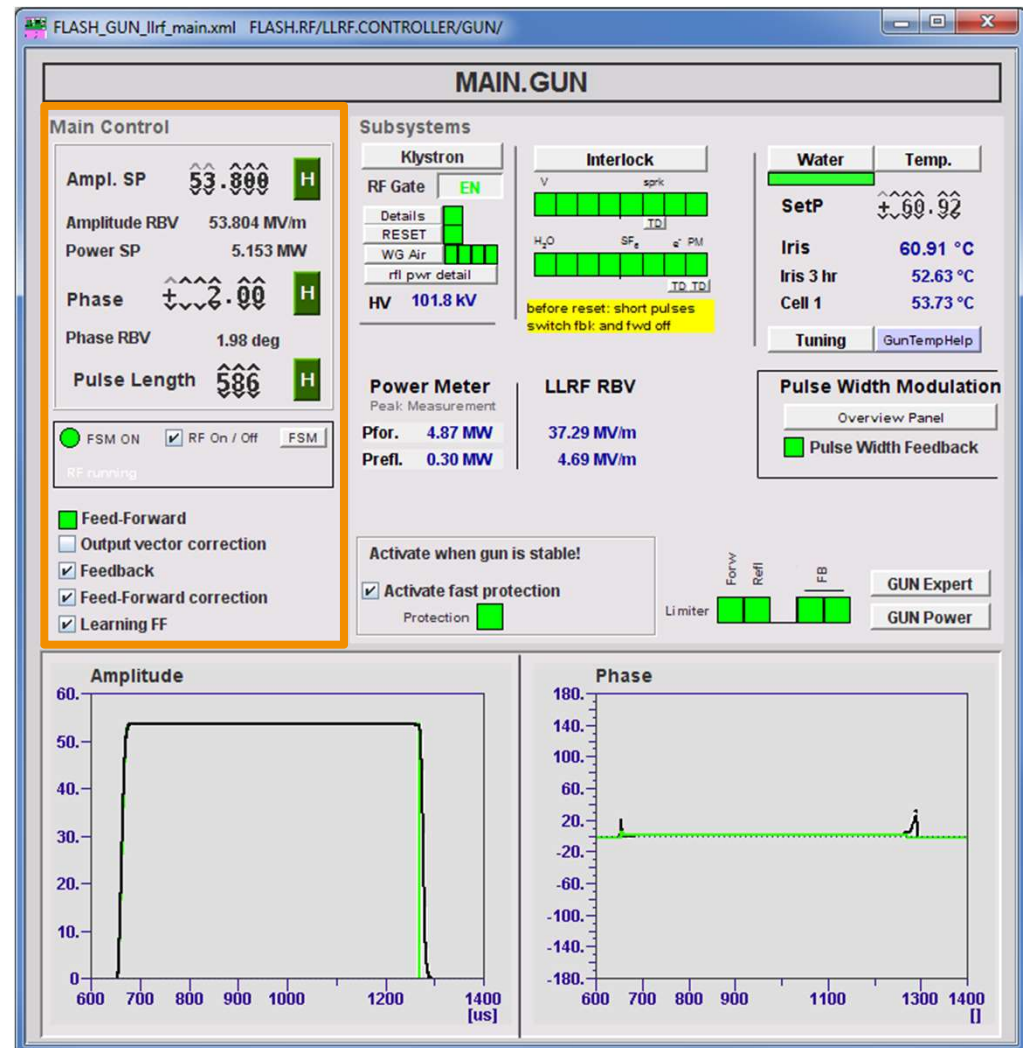 FLASH_GUN_llrf_main.xml FLASH.RF/LLRF.CONTROLLER/GUN/
MAIN.GUN
Main Control
Ampl. SP 53.800 H
Amplitude RBV 53.804 MV/m
Power SP 5.153 MW
Phase ± 2.00 H
Phase RBV 1.98 deg
Pulse Length 586 H
FSM ON RF On / Off FSM
RF running
Feed-Forward
Output vector correction
Feedback
Feed-Forward correction
Learning FF
Subsystems
Klystron
RF Gate EN
Details
RESET
WG Air
rfl pwr detail
HV 101.8 kV
Interlock
V sprk
TD
H₂O SF₆ e⁻ PM
TD TD
before reset: short pulses
switch fbk and fwd off
Water Temp.
SetP ± 60.92
Iris 60.91 °C
Iris 3 hr 52.63 °C
Cell 1 53.73 °C
Tuning GunTempHelp
Power Meter LLRF RBV
Peak Measurement
Pfor. 4.87 MW 37.29 MV/m
Prefl. 0.30 MW 4.69 MV/m
Pulse Width Modulation
Overview Panel
Pulse Width Feedback
Activate when gun is stable!
Activate fast protection
Protection
Limiter Forw Refl FB
GUN Expert
GUN Power
Amplitude
60.
50.
40.
30.
20.
10.
0
600 700 800 900 1000 1200 1400
[us]
Phase
180.
140.
100.
60.
20.
-20.
-60.
-100.
-140.
-180.
600 700 800 900 1100 1300 1400
[]